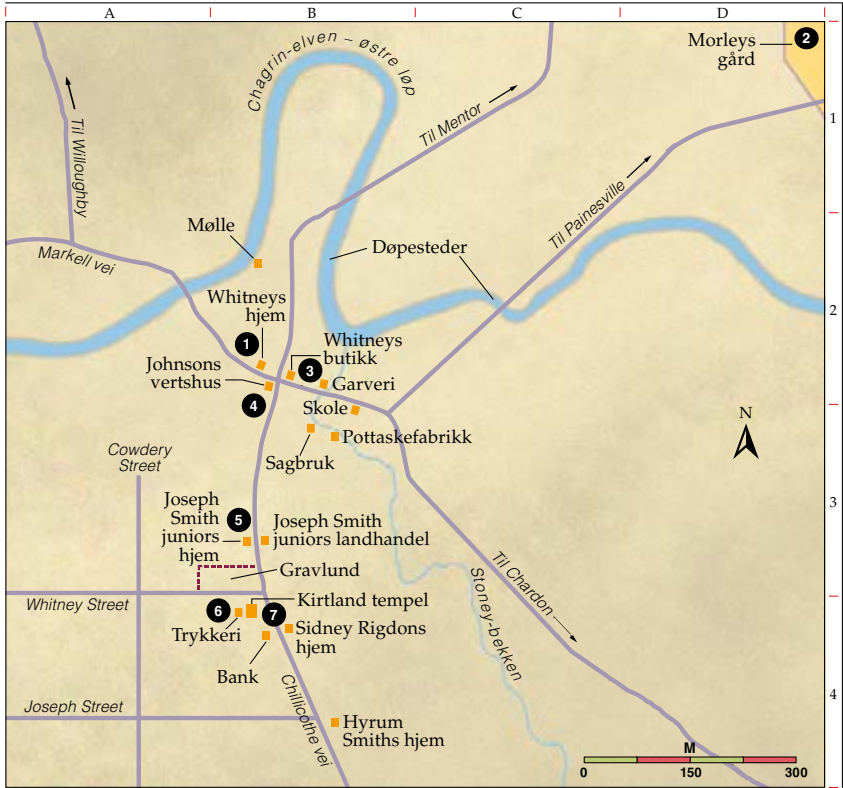 A
B
C
D
1
2
3
4
Chagrin-elven – østre løp
Morleys
gård
2
Til Willoughby
Til Mentor
Til Painesville
Mølle
Markell vei
Døpesteder
Whitneys
hjem
1
Whitneys
butikk
3
Johnsons
vertshus
4
Garveri
Skole
Pottaskefabrikk
Sagbruk
N
Cowdery
Street
Joseph
Smith
juniors
hjem
5
Joseph Smith
juniors landhandel
Gravlund
Til Chardon
Stoney-bekken
Whitney Street
6
Kirtland tempel
7
Trykkeri
Sidney Rigdons
hjem
Bank
Chillicothe vei
Joseph Street
Hyrum
Smiths hjem
M
0
150
300